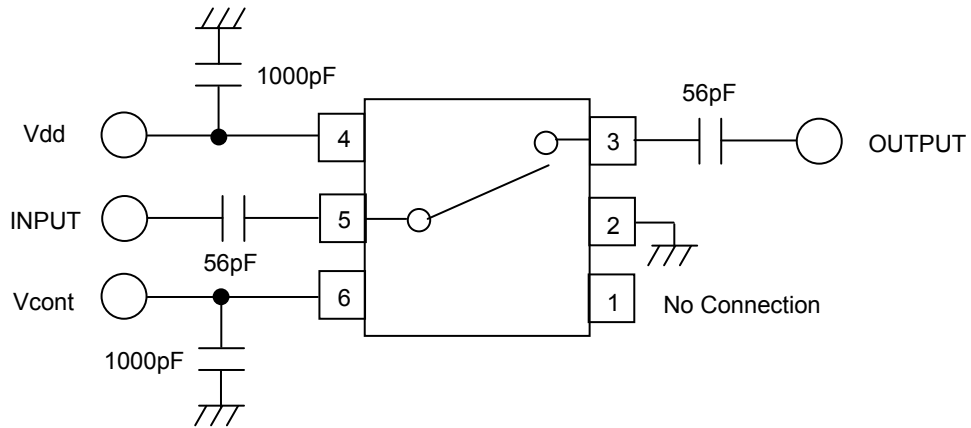 1000pF
56pF
Vdd
4
3
OUTPUT
INPUT
5
2
56pF
Vcont
6
1
No Connection
1000pF